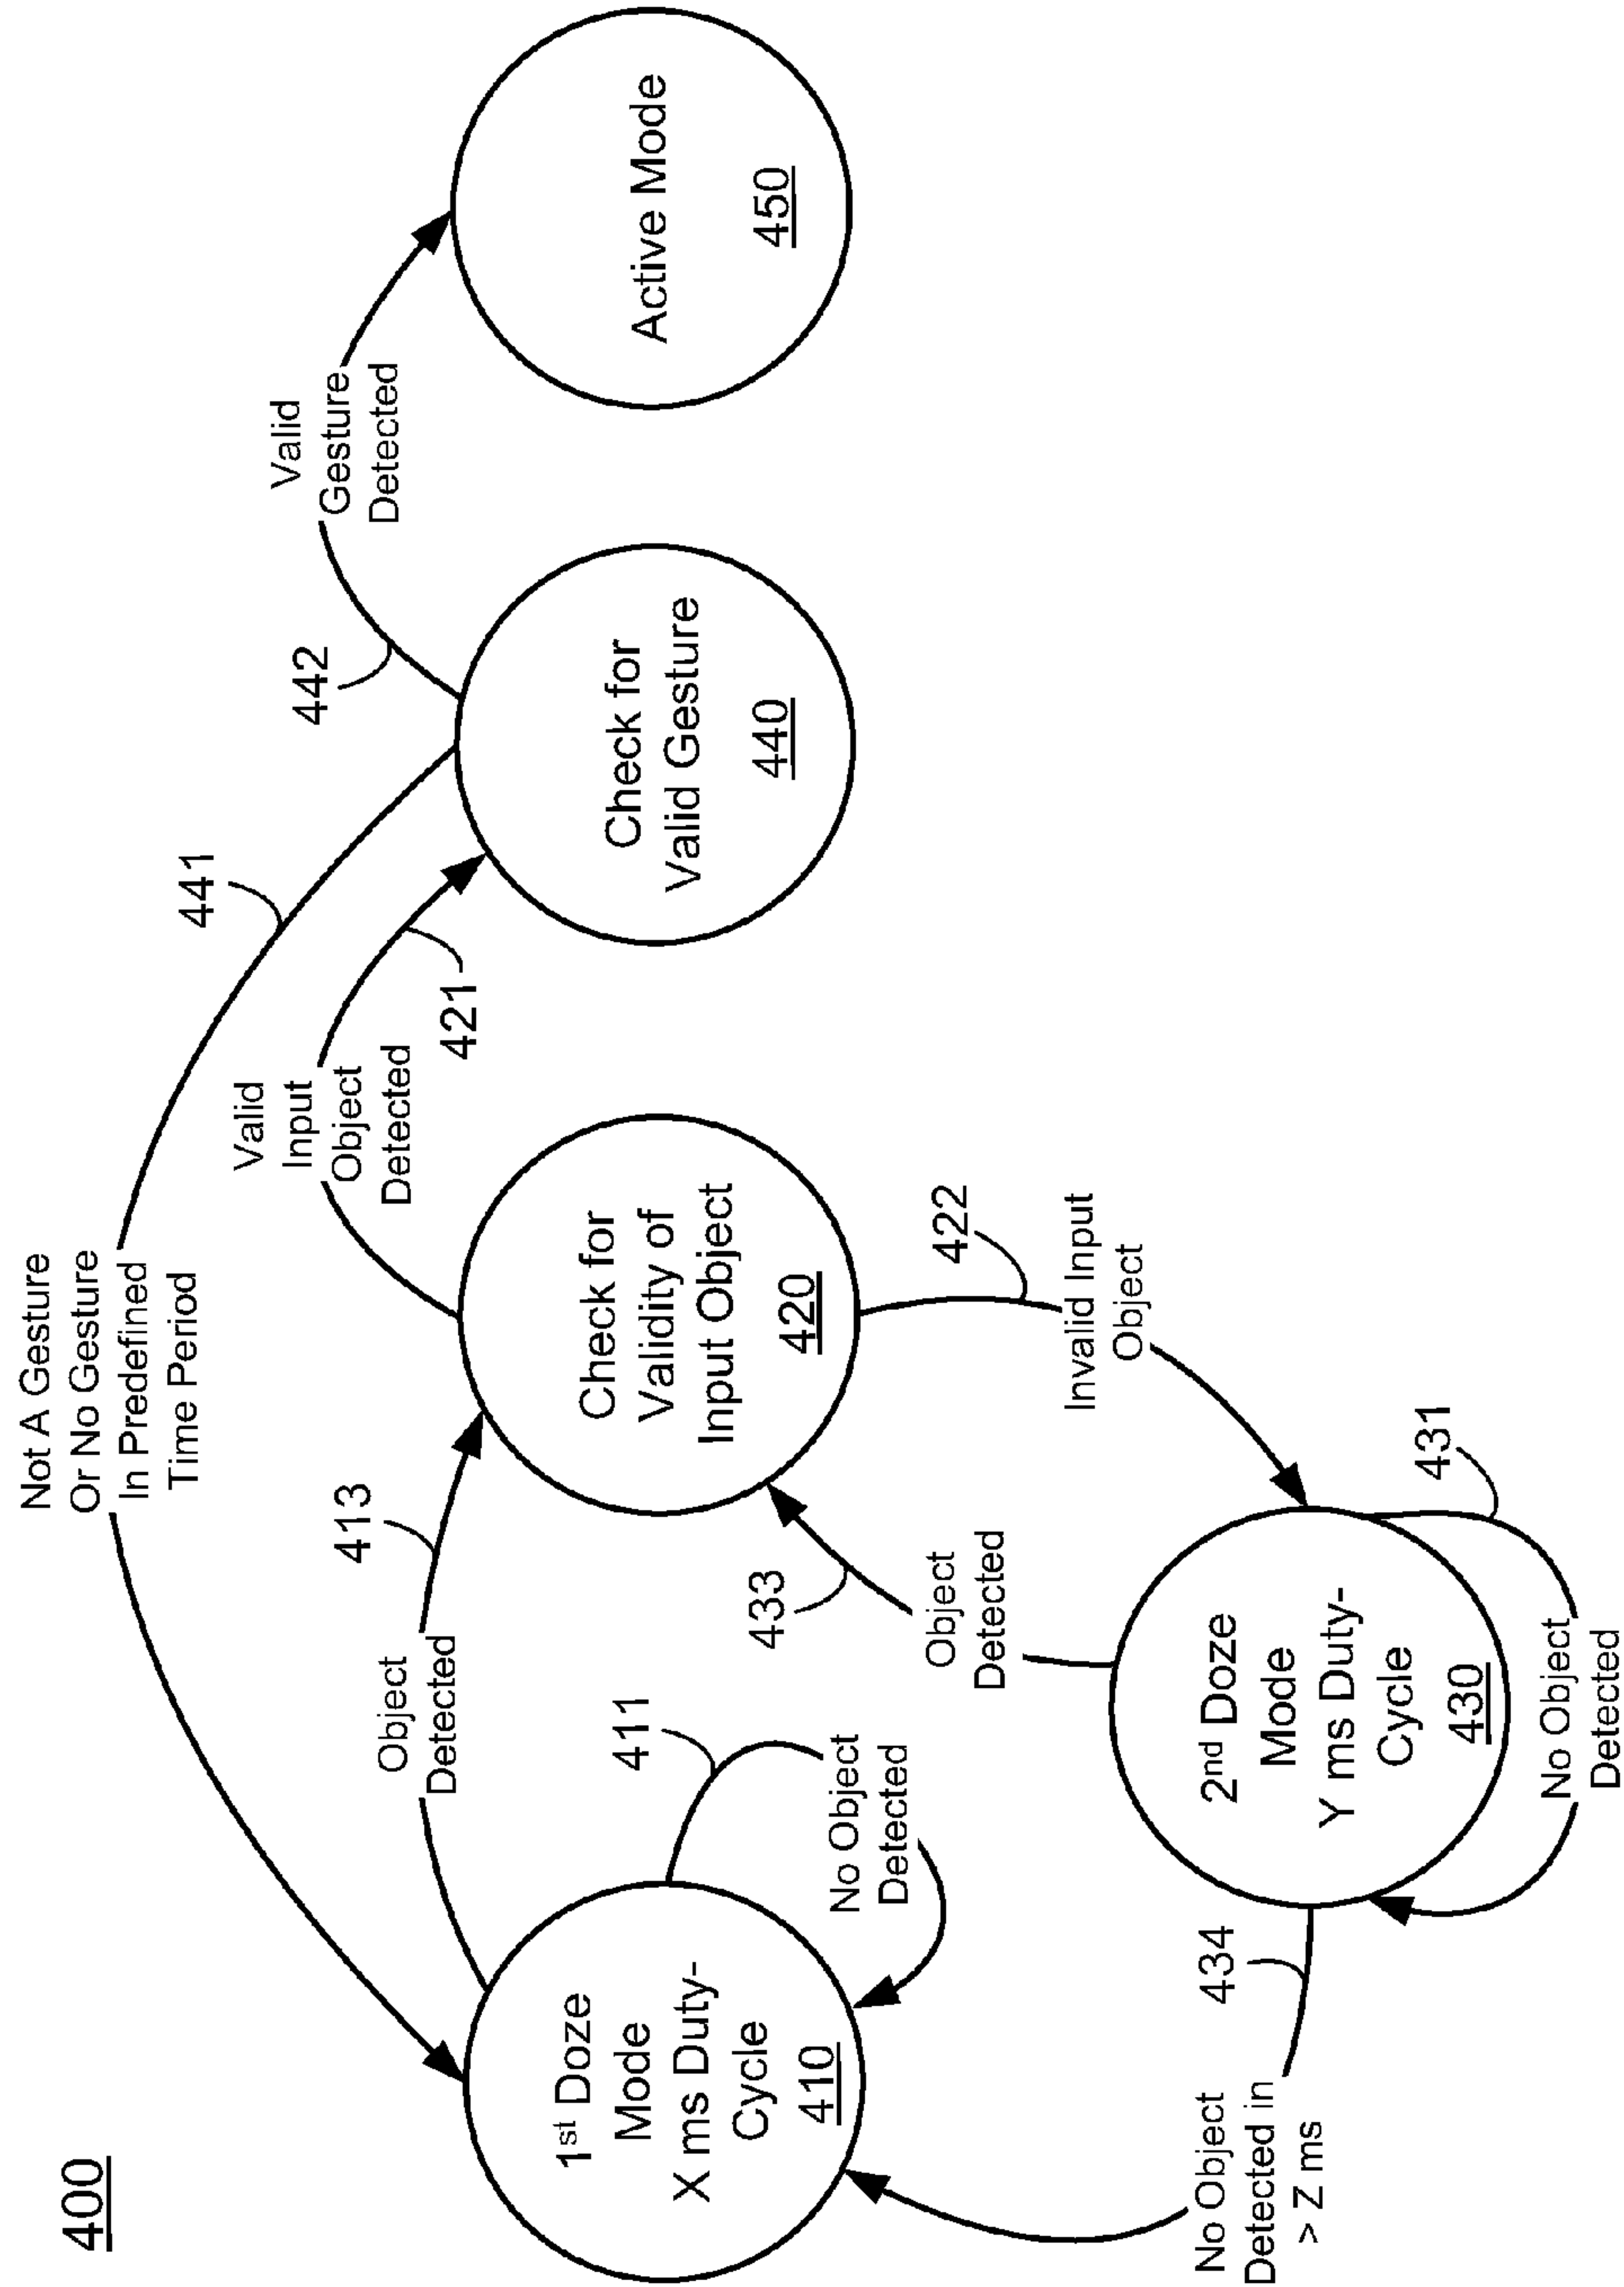 400
Not A Gesture
Or No Gesture
In Predefined
Time Period
441
Valid
Input
Object
Detected
421
Valid
Gesture
Detected
442
Object
Detected
413
1st Doze
Mode
X ms Duty-
Cycle
410
411
No Object
Detected
Check for
Validity of
Input Object
420
Check for
Valid Gesture
440
Active Mode
450
433
Object
Detected
422
Invalid Input
Object
No Object
Detected in
> Z ms
434
2nd Doze
Mode
Y ms Duty-
Cycle
430
431
No Object
Detected